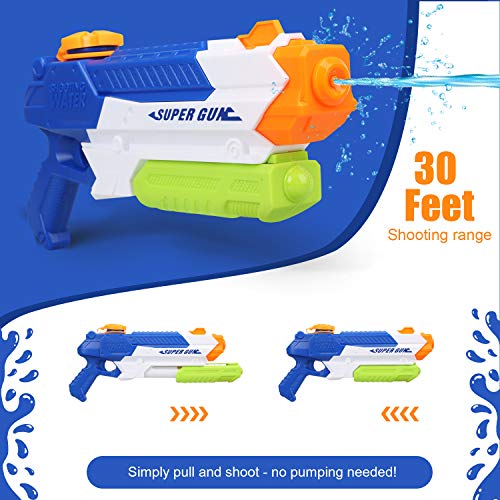 SHOOTING
WATER
SUPER GUN
30
Feet
Shooting range
SUPER GUN
SUPER GUN
Simply pull and shoot - no pumping needed!